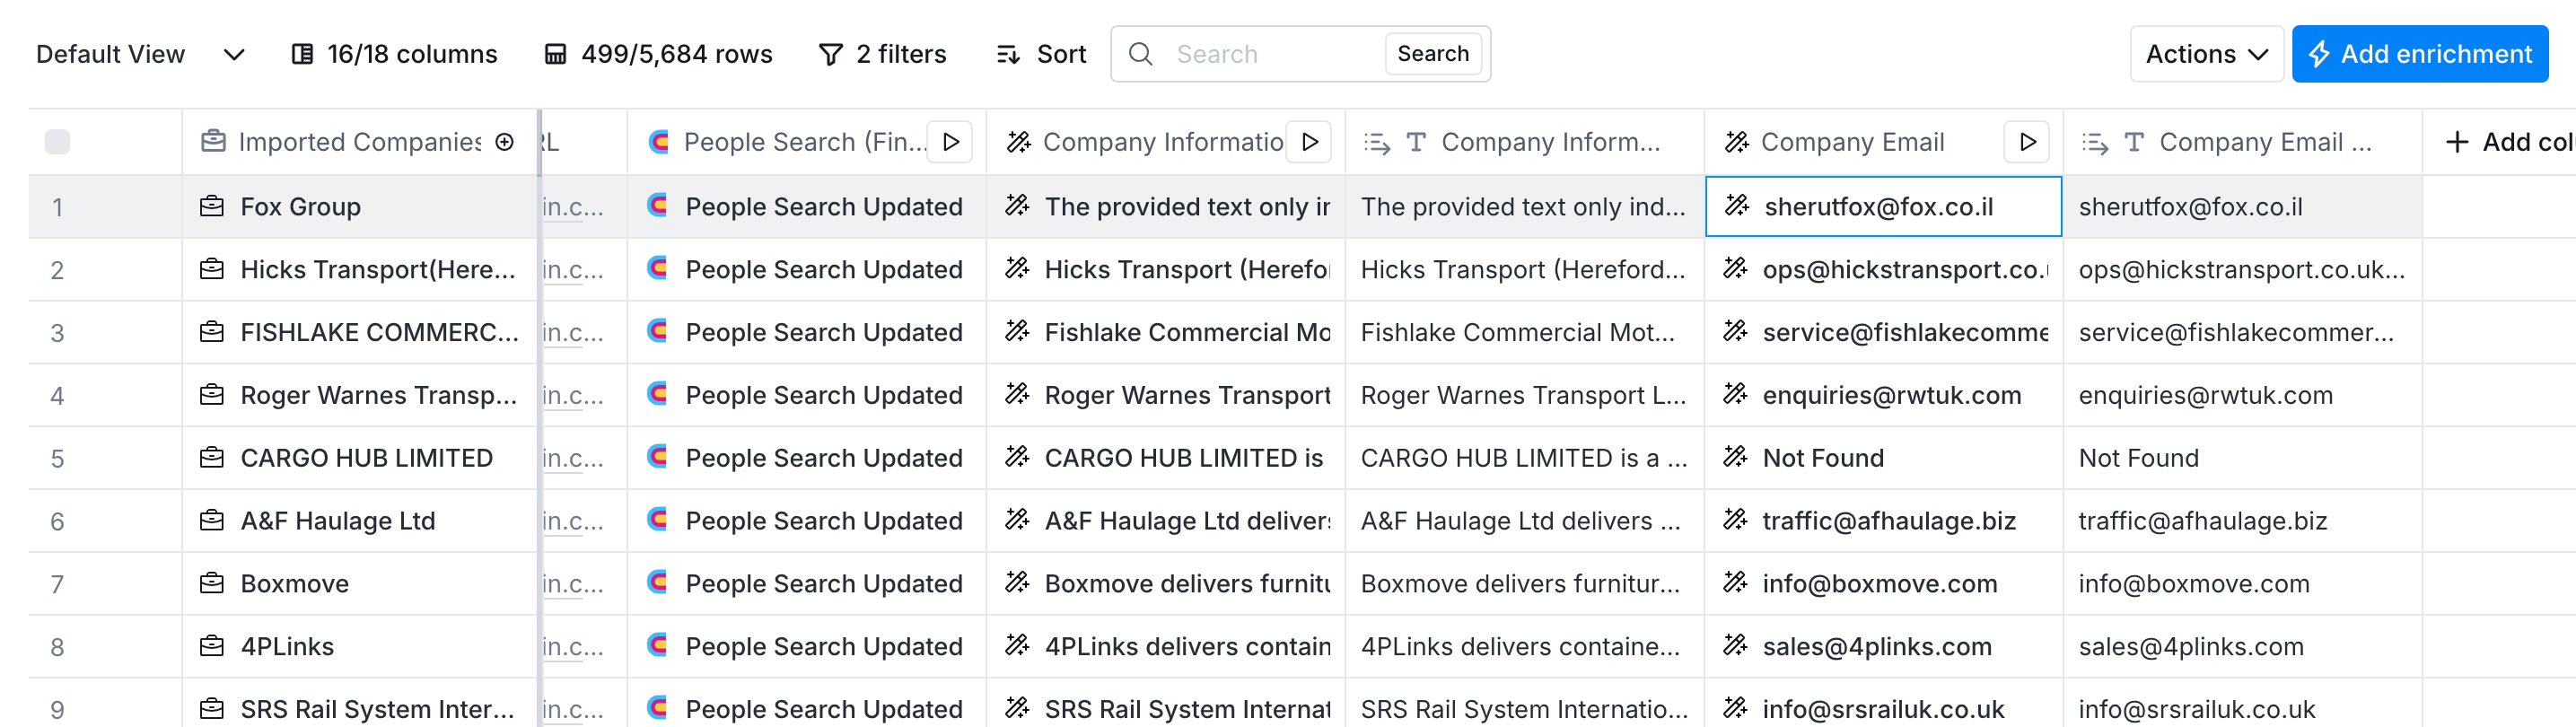 Default View 16/18 columns 499/5,684 rows 2 filters Sort Search Search Actions Add enrichment
Imported Companies RL People Search (Fin... Company Informatio Company Inform... Company Email Company Email ... Add col
1 Fox Group in.c... People Search Updated The provided text only in The provided text only ind... sherutfox@fox.co.il sherutfox@fox.co.il
2 Hicks Transport(Here... in.c... People Search Updated Hicks Transport (Herefo Hicks Transport (Hereford... ops@hickstransport.co.u ops@hickstransport.co.uk...
3 FISHLAKE COMMERC... in.c... People Search Updated Fishlake Commercial Mo Fishlake Commercial Mot... service@fishlakecomme service@fishlakecommer...
4 Roger Warnes Transp... in.c... People Search Updated Roger Warnes Transport Roger Warnes Transport L... enquiries@rwtuk.com enquiries@rwtuk.com
5 CARGO HUB LIMITED in.c... People Search Updated CARGO HUB LIMITED is CARGO HUB LIMITED is a ... Not Found Not Found
6 A&F Haulage Ltd in.c... People Search Updated A&F Haulage Ltd delivers A&F Haulage Ltd delivers ... traffic@afhaulage.biz traffic@afhaulage.biz
7 Boxmove in.c... People Search Updated Boxmove delivers furnitu Boxmove delivers furnitur... info@boxmove.com info@boxmove.com
8 4PLinks in.c... People Search Updated 4PLinks delivers contain 4PLinks delivers containe... sales@4plinks.com sales@4plinks.com
9 SRS Rail System Inter... in.c... People Search Updated SRS Rail System Internat SRS Rail System Internatio... info@srsrailuk.co.uk info@srsrailuk.co.uk